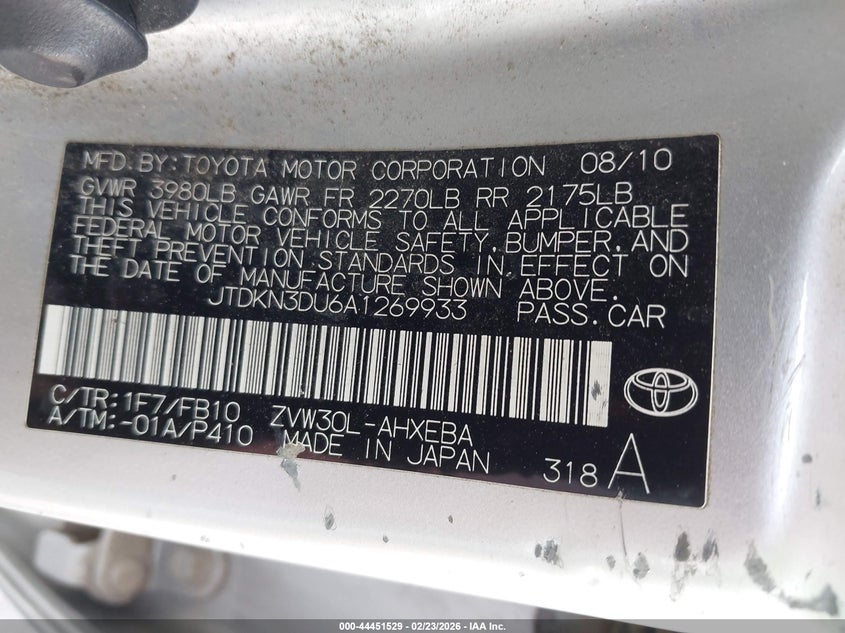 MFD.BY:TOYOTA MOTOR CORPORATION 08/10
GVWR 3980LB GAWR FR 2270LB RR 2175LB
THIS VEHICLE CONFORMS TO ALL APPLICABLE
FEDERAL MOTOR VEHICLE SAFETY,BUMPER,AND
THEFT PREVENTION STANDARDS IN EFFECT ON
THE DATE OF MANUFACTURE SHOWN ABOVE.
JTDKN3DU6A1269933 PASS.CAR
C/TR:1F7/FB10 ZVW30L-AHXEBA
A/TM:-01A/P410 MADE IN JAPAN
318 A
000-44451529 | 02/23/2026 | IAA Inc.